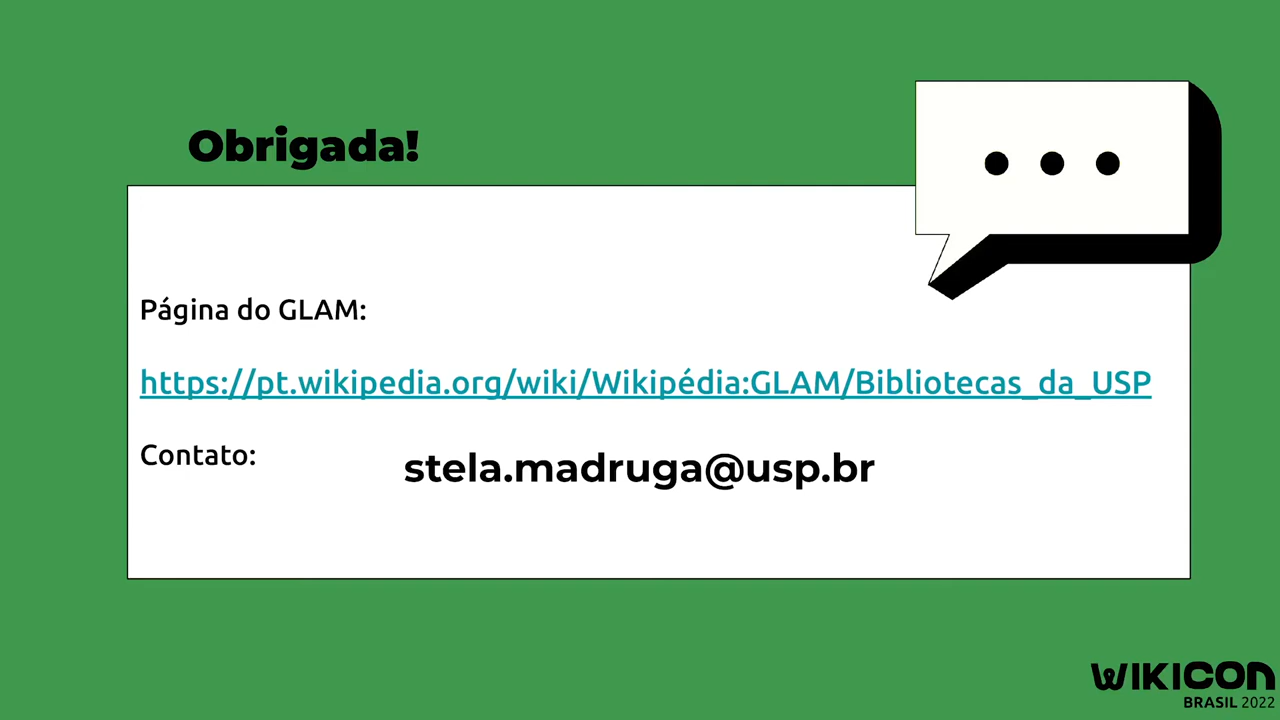 Obrigada!
Página do GLAM:
https://pt.wikipedia.org/wiki/Wikipédia:GLAM/Bibliotecas_da_USP
Contato:
stela.madruga@usp.br
WIKICON
BRASIL 2022